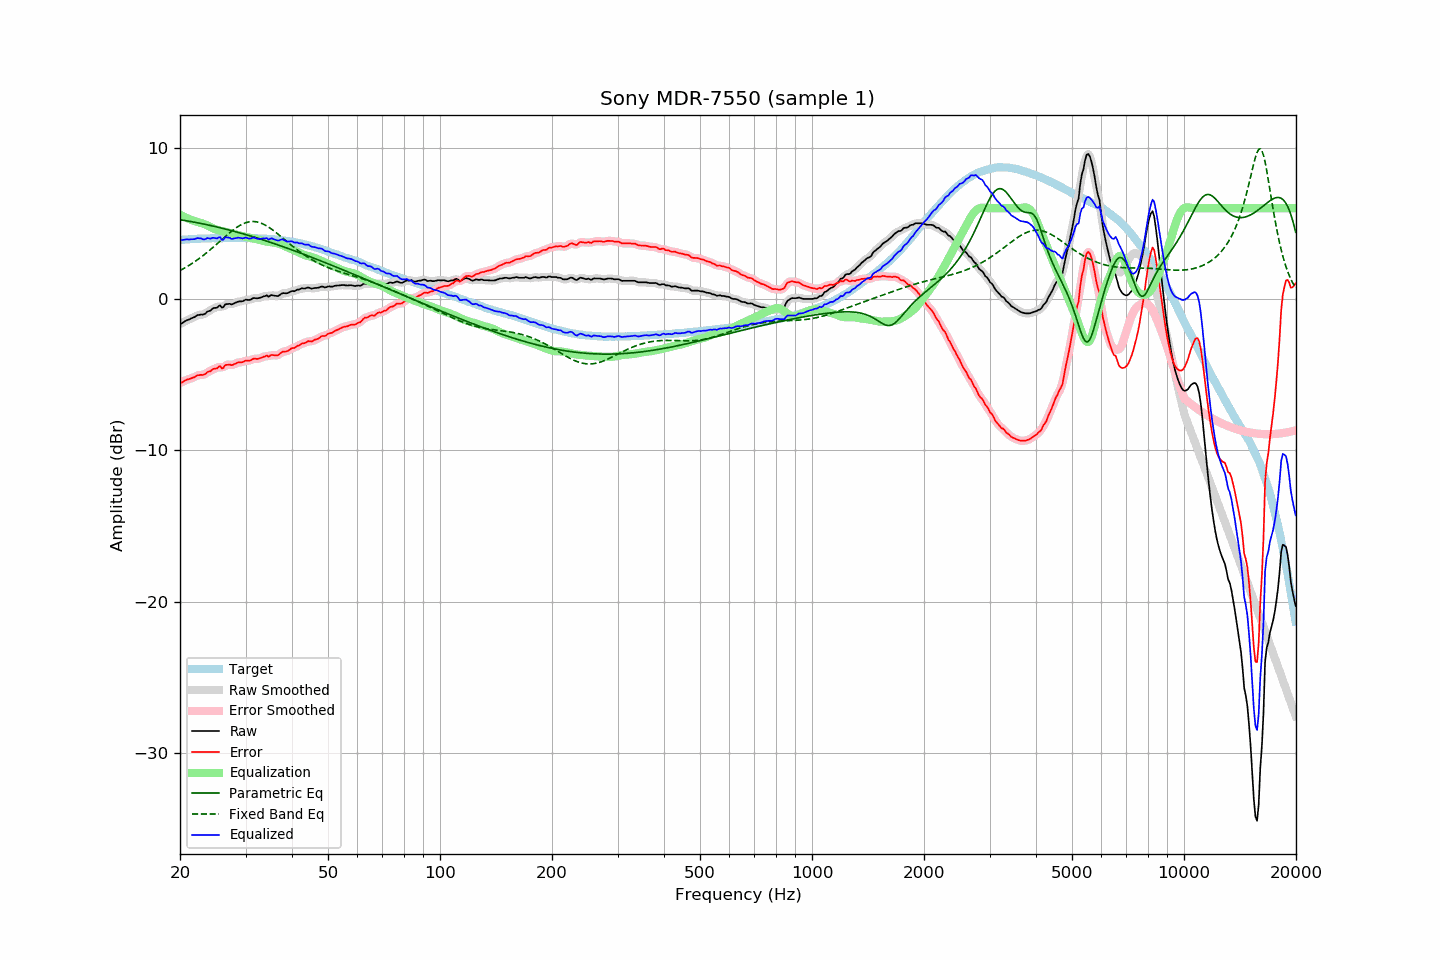 Sony MDR-7550 (sample 1)
10
0
−10
−20
−30
Amplitude (dBr)
Target
Raw Smoothed
Error Smoothed
Raw
Error
Equalization
Parametric Eq
Fixed Band Eq
Equalized
20 50 100 200 500 1000 2000 5000 10000 20000
Frequency (Hz)